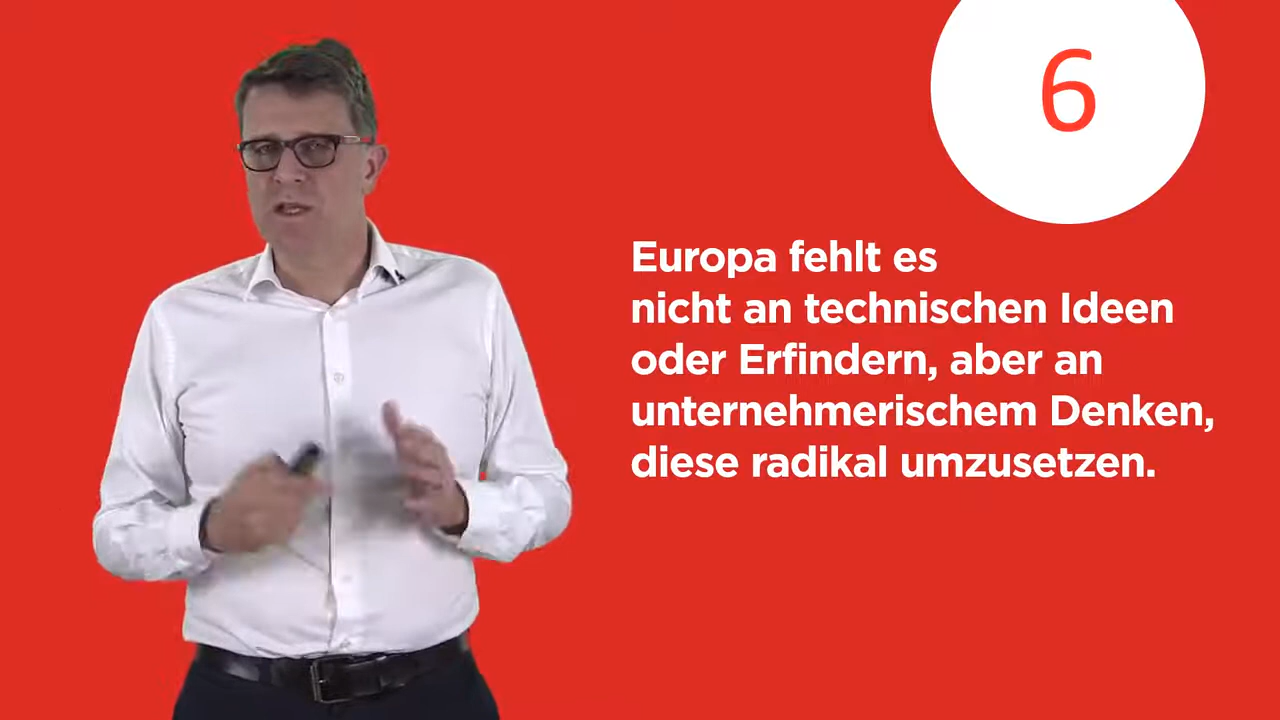 6
Europa fehlt es
nicht an technischen Ideen
oder Erfindern, aber an
unternehmerischem Denken,
diese radikal umzusetzen.